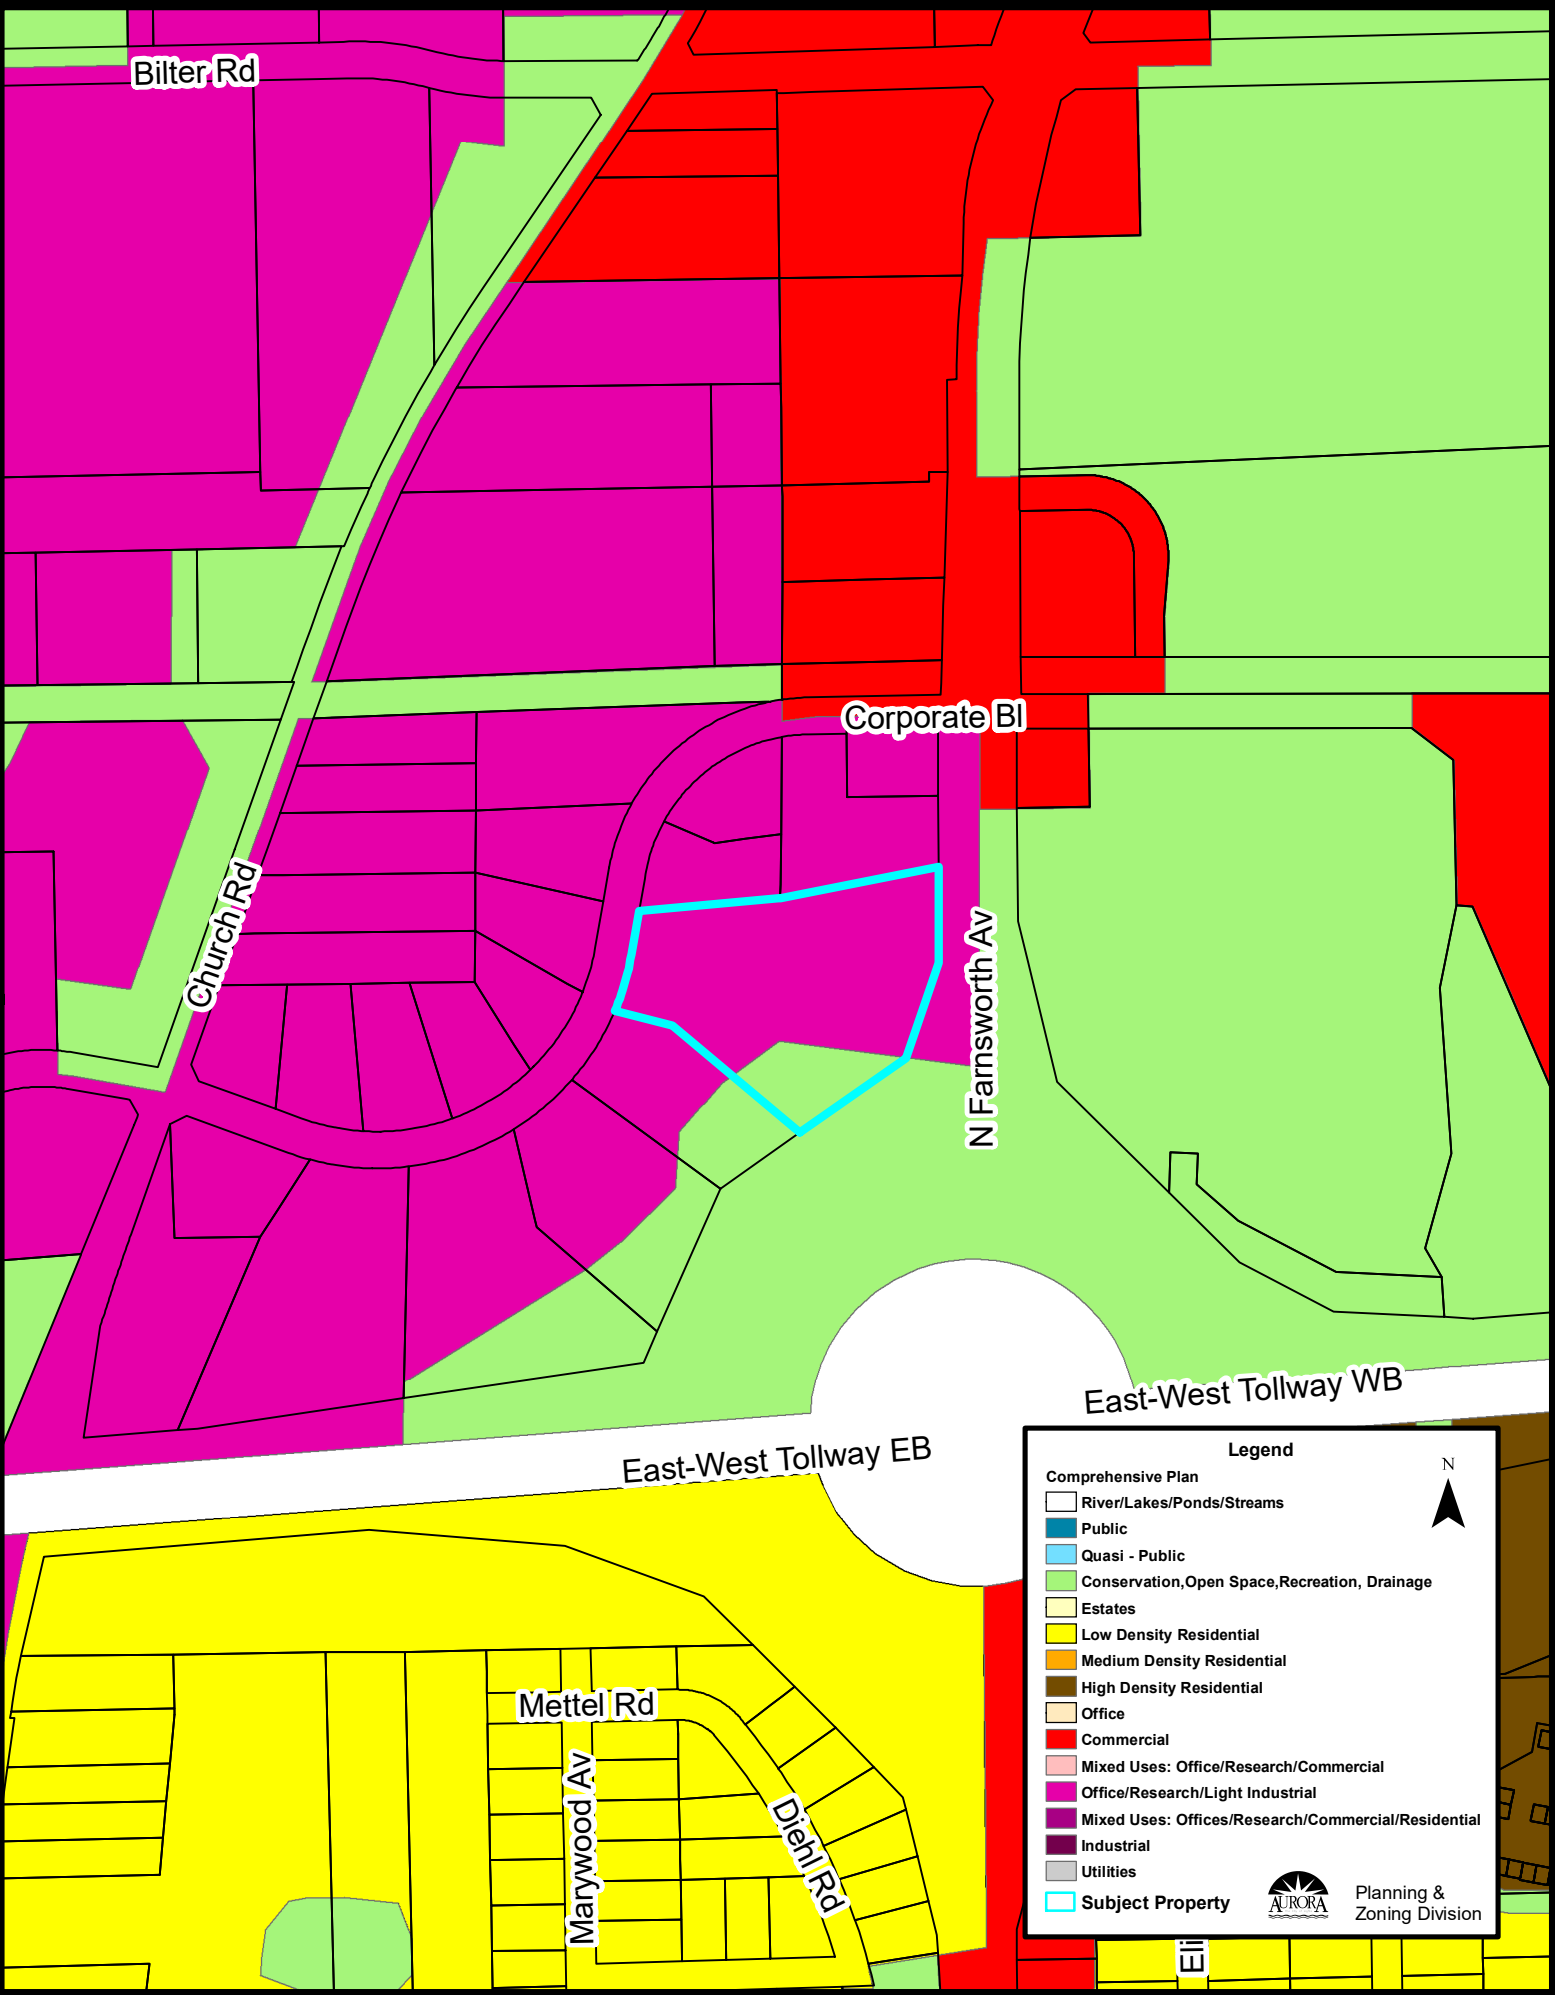 Bilter Rd
Corporate Bl
Church Rd
N Farnsworth Av
East-West Tollway WB
East-West Tollway EB
Mettel Rd
Marywood Av
Diehl Rd
Eli
Legend
N
Comprehensive Plan
River/Lakes/Ponds/Streams
Public
Quasi - Public
Conservation,Open Space,Recreation, Drainage
Estates
Low Density Residential
Medium Density Residential
High Density Residential
Office
Commercial
Mixed Uses: Office/Research/Commercial
Office/Research/Light Industrial
Mixed Uses: Offices/Research/Commercial/Residential
Industrial
Utilities
Subject Property
AURORA
Planning &
Zoning Division